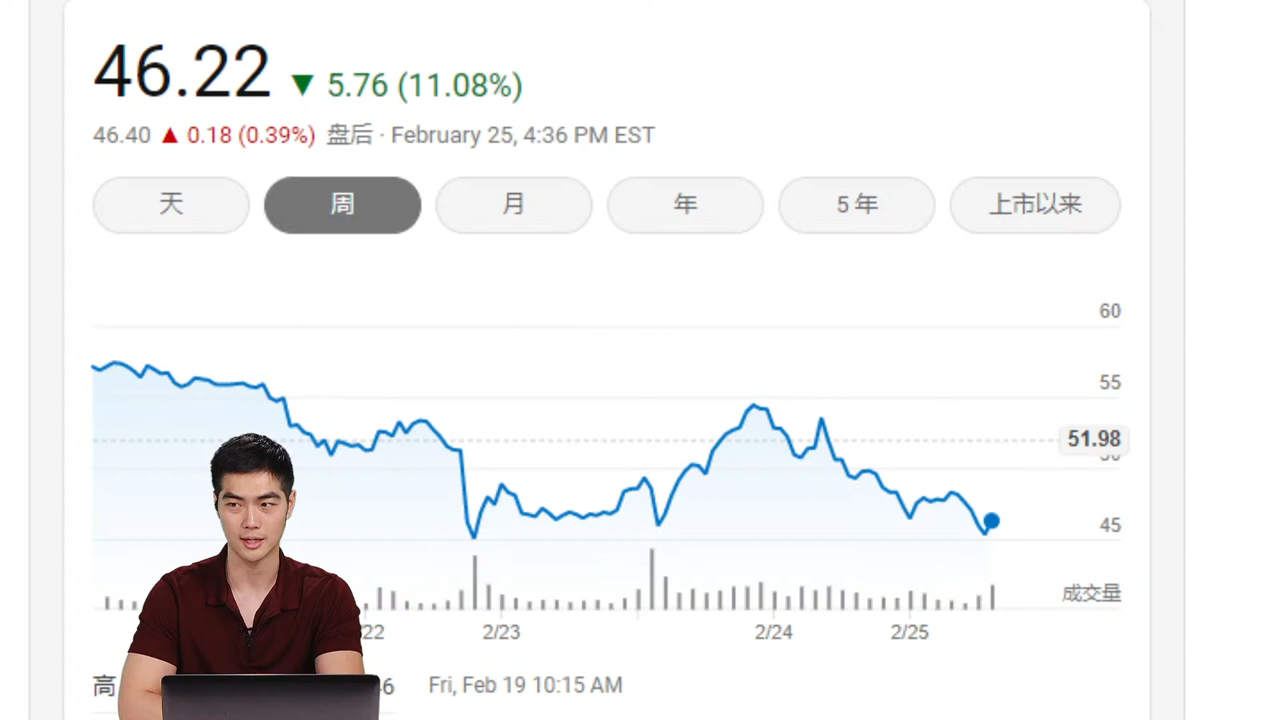 46.22 ▼ 5.76 (11.08%)
46.40 ▲ 0.18 (0.39%) 盘后 · February 25, 4:36 PM EST
天 周 月 年 5 年 上市以来
60
55
51.98
45
成交量
22 2/23 2/24 2/25
高 6 Fri, Feb 19 10:15 AM